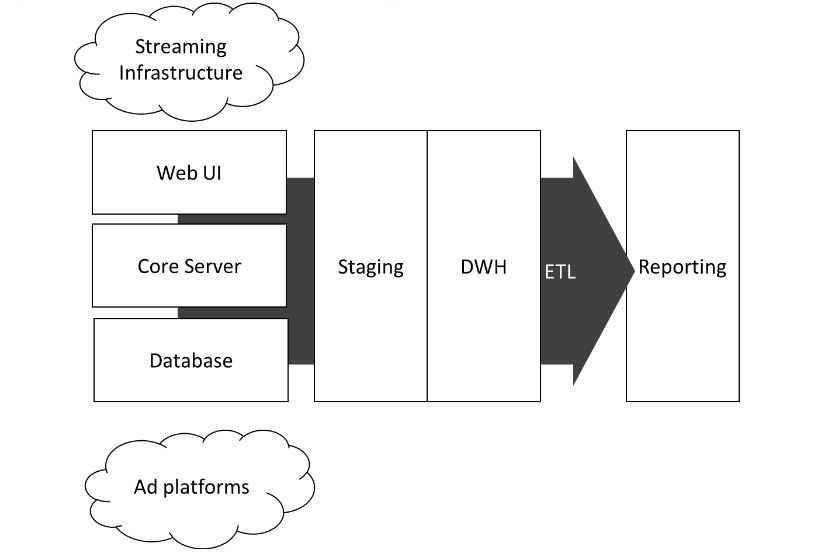 Streaming
Infrastructure
Web UI
Core Server
Database
Staging
DWH
ETL
Reporting
Ad platforms